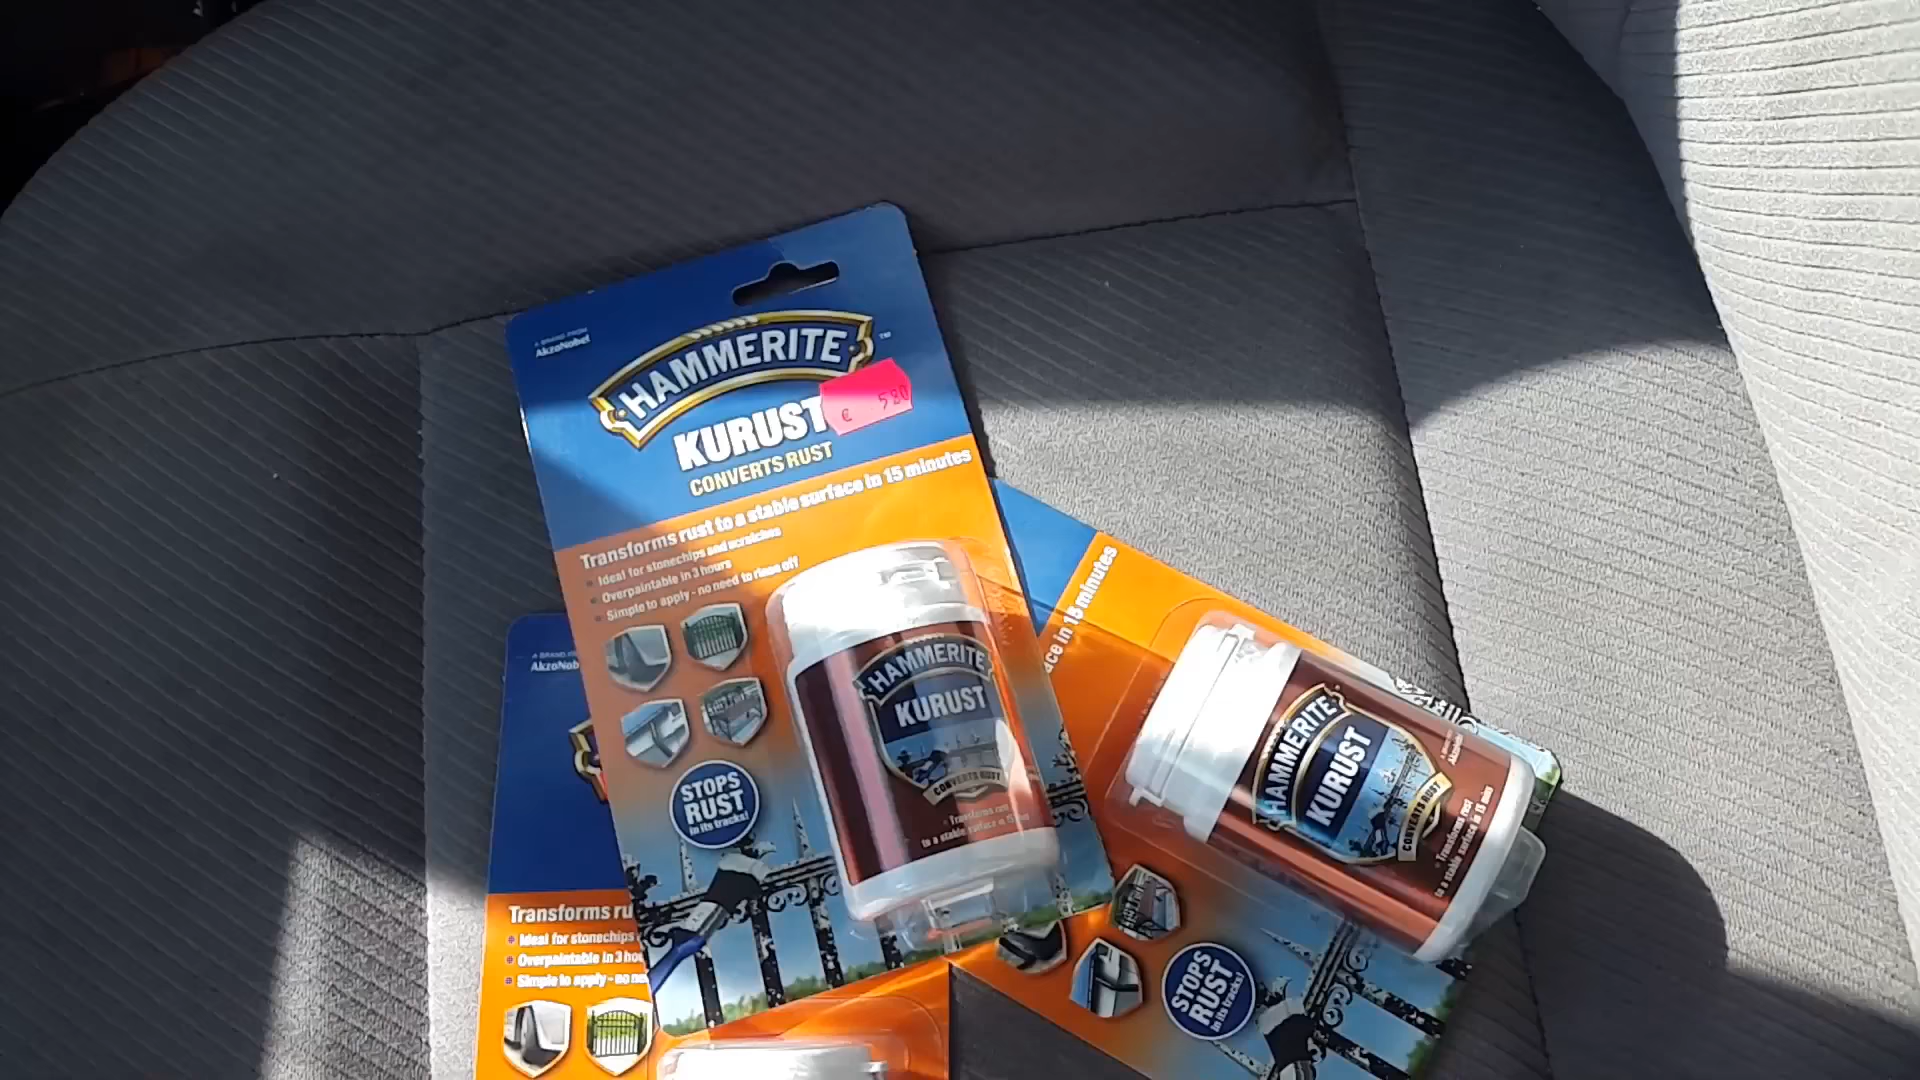 A BRAND FROM
AkzoNobel
HAMMERITE™
KURUST
€ 5 80
CONVERTS RUST
Transforms rust to a stable surface in 15 minutes
Ideal for stonechips and scratches
Overpaintable in 3 hours
Simple to apply - no need to rinse off
STOPS
RUST
in its tracks!
HAMMERITE
KURUST
CONVERTS RUST
Transforms rust
to a stable surface in 15 mins
ace in 15 minutes
HAMMERITE
KURUST
CONVERTS RUST
AkzoNobel
Transforms rust
to a stable surface in 15 mins
STOPS
RUST
in its tracks!
A BRAND
AkzoNob
Transforms ru
Ideal for stonechips
Overpaintable in 3 hou
Simple to apply - no nee